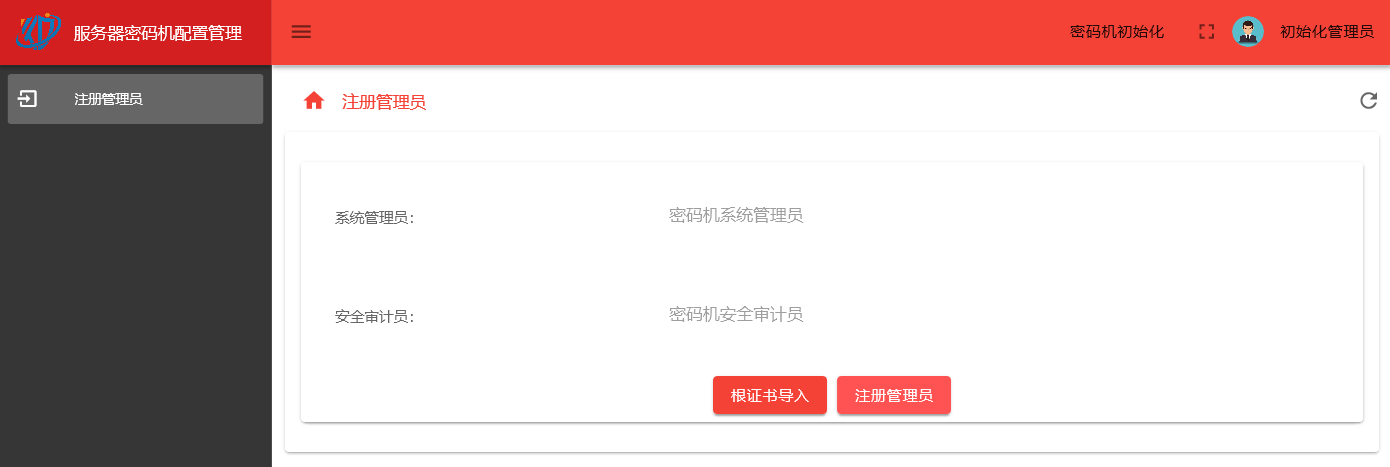 服务器密码机配置管理
密码机初始化
初始化管理员
注册管理员
注册管理员
系统管理员:
密码机系统管理员
安全审计员:
密码机安全审计员
根证书导入
注册管理员